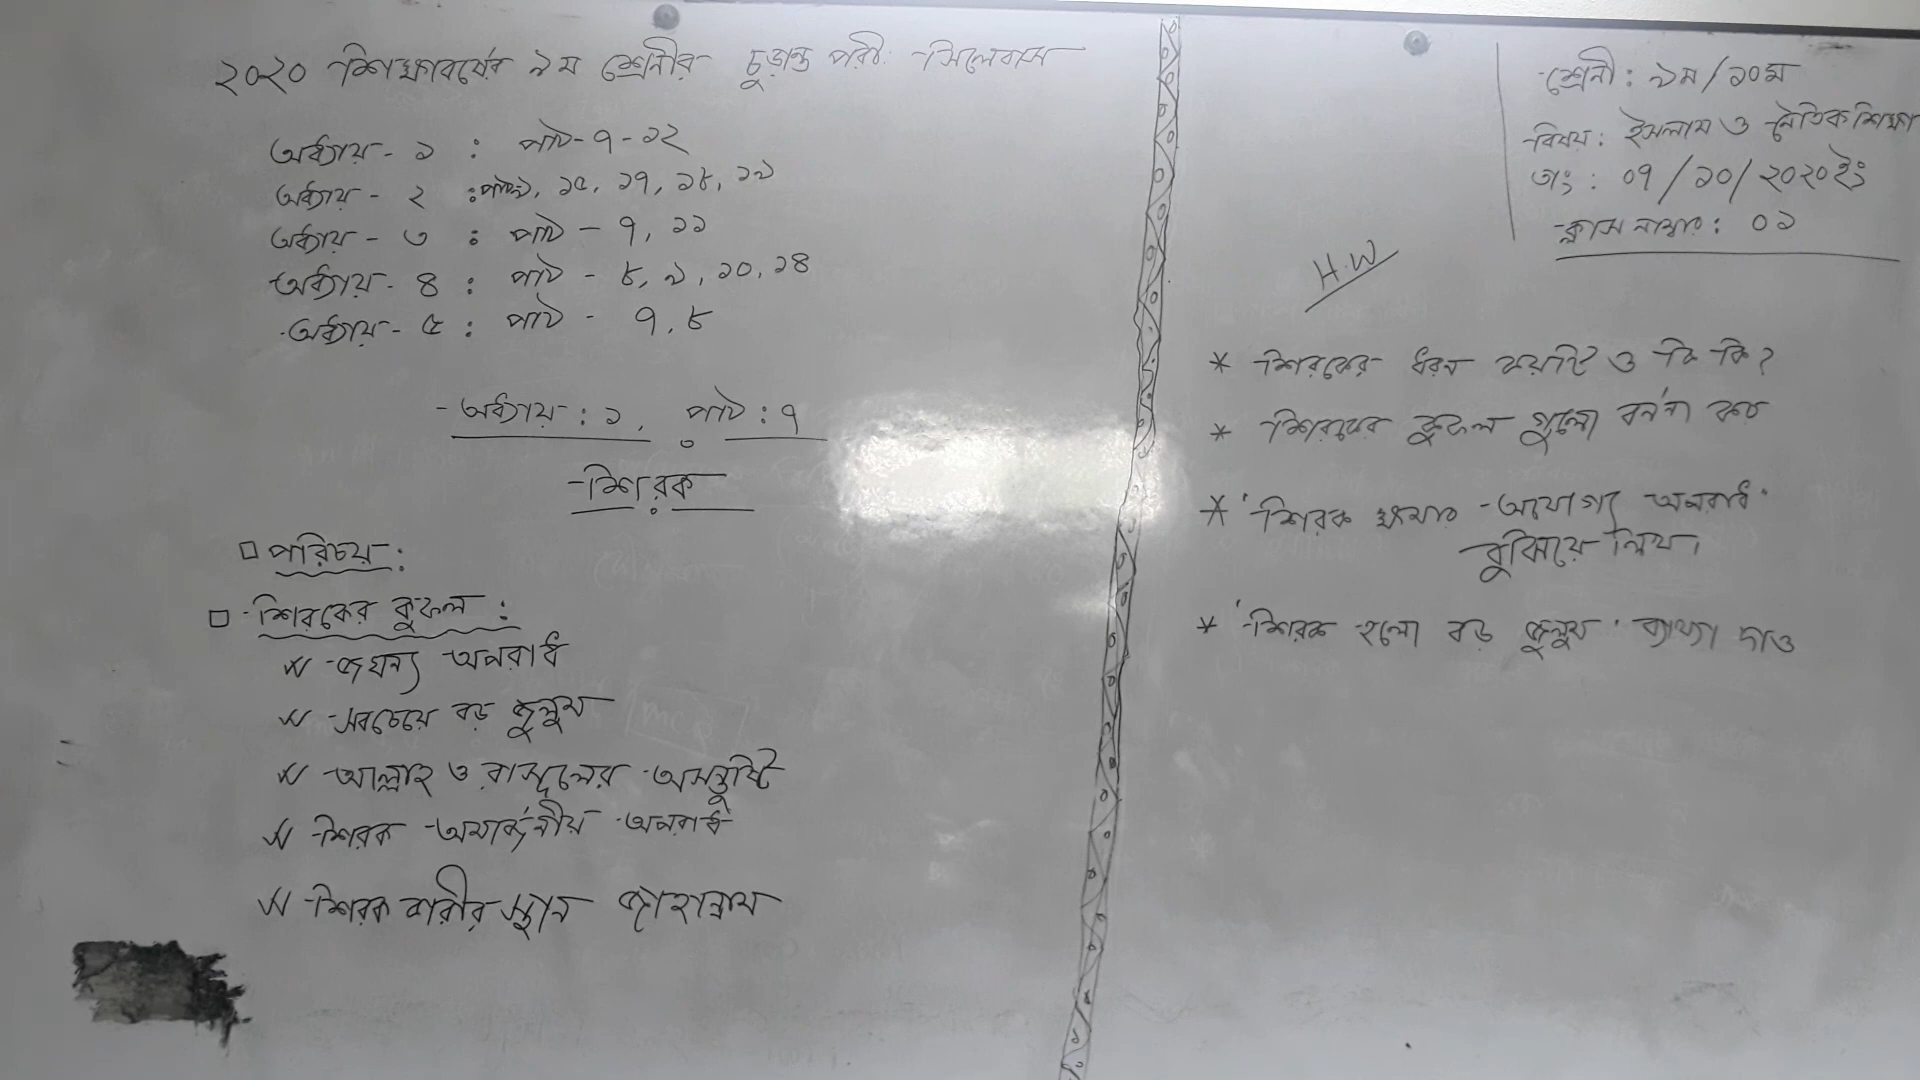 ২০২০ শিক্ষাবর্ষের ৯ম শ্রেনীর চুড়ান্ত পরী: সিলেবাস
অধ্যায় - ১ : পাঠ - ৭ - ১২
অধ্যায় - ২ : পাঠ , ১৫, ১৭, ১৮, ১৯
অধ্যায় - ৩ : পাঠ - ৭, ১১
অধ্যায় - ৪ : পাঠ - ৮, ৯, ১০, ১৪
অধ্যায় - ৫ : পাঠ - ৭, ৮
অধ্যায় : ১, পাঠ : ৭
শিরক
পরিচয় :
শিরকের কুফল :
জঘন্য অপরাধ
সবচেয়ে বড় জুলুম
আল্লাহ ও রাসূলের অসন্তুষ্টি
শিরক অমার্জনীয় অপরাধ
শিরক কারীর স্থান জাহান্নাম
শ্রেনী : ৯ম/১০ম
বিষয় : ইসলাম ও নৈতিক শিক্ষা
তাং : ০৭/১০/২০২০ইং
ক্লাস নাম্বার : ০১
H.W
* শিরকের ধরন কয়টি ও কি কি?
* শিরকের কুফল গুলো বর্ননা কর
* 'শিরক ক্ষমার অযোগ্য অপরাধ'
বুঝিয়ে লিখ।
* 'শিরক হলো বড় জুলুম' ব্যাখ্যা দাও